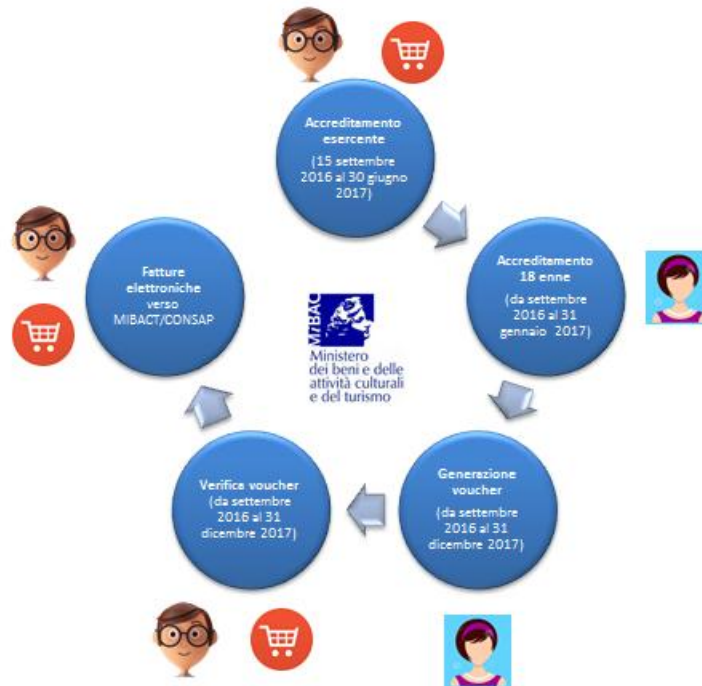 Accreditamento
esercente
(15 settembre
2016 al 30 giugno
2017)
Accreditamento
18 enne
(da settembre
2016 al 31
gennaio 2017)
Generazione
voucher
(da settembre
2016 al 31
dicembre 2017)
Verifica voucher
(da settembre
2016 al 31
dicembre 2017)
Fatture
elettroniche
verso
MIBACT/CONSAP
MiBAC
Ministero
dei beni e delle
attività culturali
e del turismo